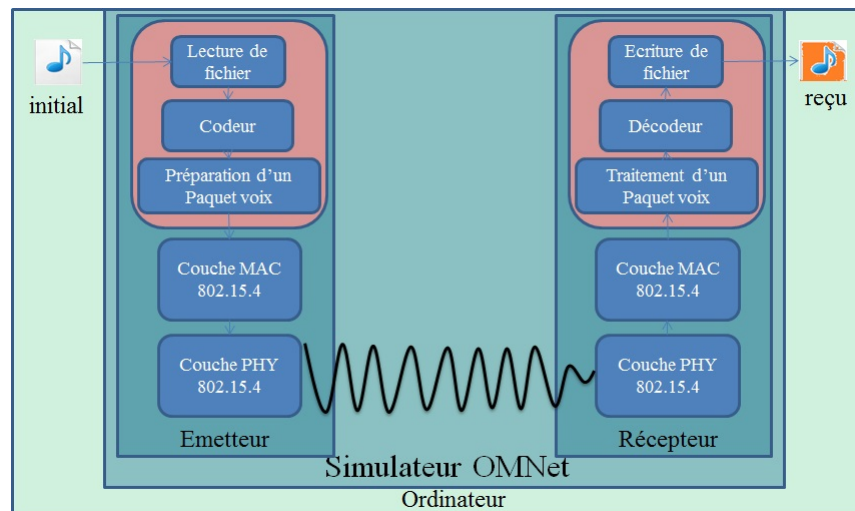 initial
Lecture de
fichier
Codeur
Préparation d'un
Paquet voix
Couche MAC
802.15.4
Couche PHY
802.15.4
Emetteur
Ecriture de
fichier
Décodeur
Traitement d'un
Paquet voix
Couche MAC
802.15.4
Couche PHY
802.15.4
Récepteur
reçu
Simulateur OMNet
Ordinateur